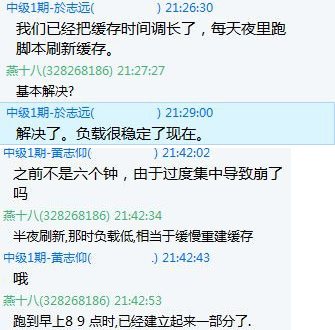 中级1期-於志远( ) 21:26:30
我们已经把缓存时间调长了，每天夜里跑
脚本刷新缓存。
燕十八(328268186) 21:27:27
基本解决?
中级1期-於志远( ) 21:29:00
解决了。负载很稳定了现在。
中级1期-黄志仰( ) 21:42:02
之前不是六个钟，由于过度集中导致崩了
吗
燕十八(328268186) 21:42:34
半夜刷新,那时负载低,相当于缓慢重建缓存
中级1期-黄志仰( .) 21:42:43
哦
燕十八(328268186) 21:42:53
跑到早上8 9 点时,已经建立起来一部分了.